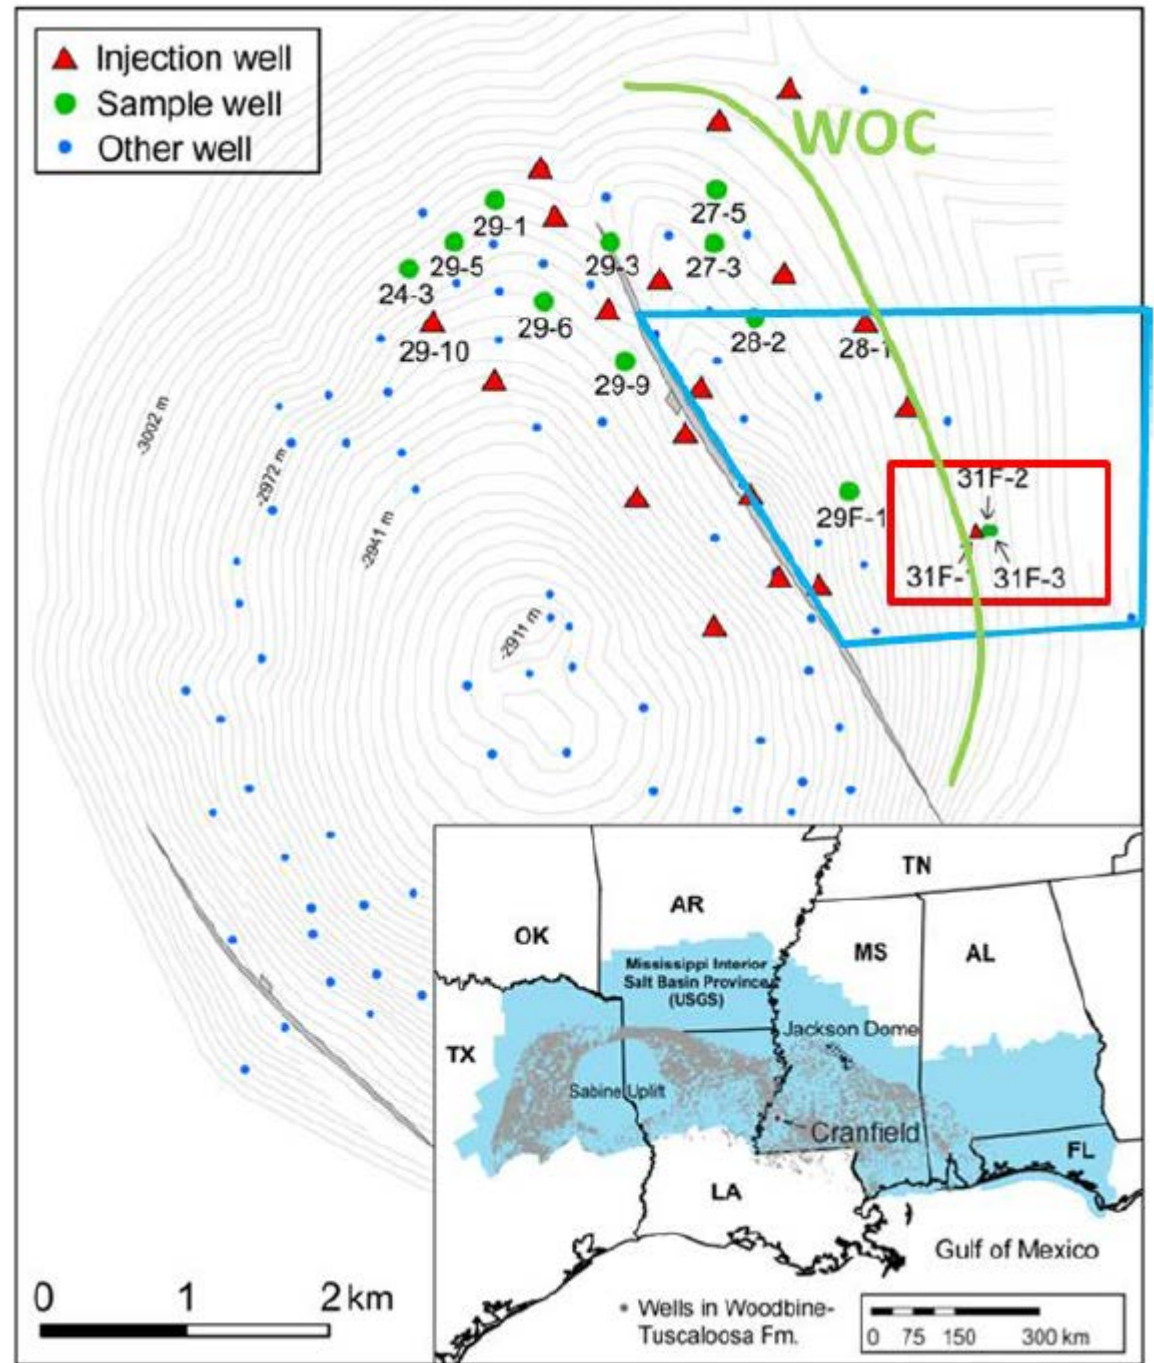 Injection well
Sample well
Other well
WOC
27-5
29-1
29-5
29-3
27-3
24-3
29-6
28-2
28-1
29-10
29-9
-3002 m
-2972 m
-2941 m
-2911 m
31F-2
29F-1
31F-
31F-3
TN
AR
OK
MS
AL
Mississippi Interior
Salt Basin Province
(USGS)
Jackson Dome
TX
Sabine Uplift
Cranfield
FL
LA
Gulf of Mexico
Wells in Woodbine-
Tuscaloosa Fm.
0 1 2 km
0 75 150 300 km